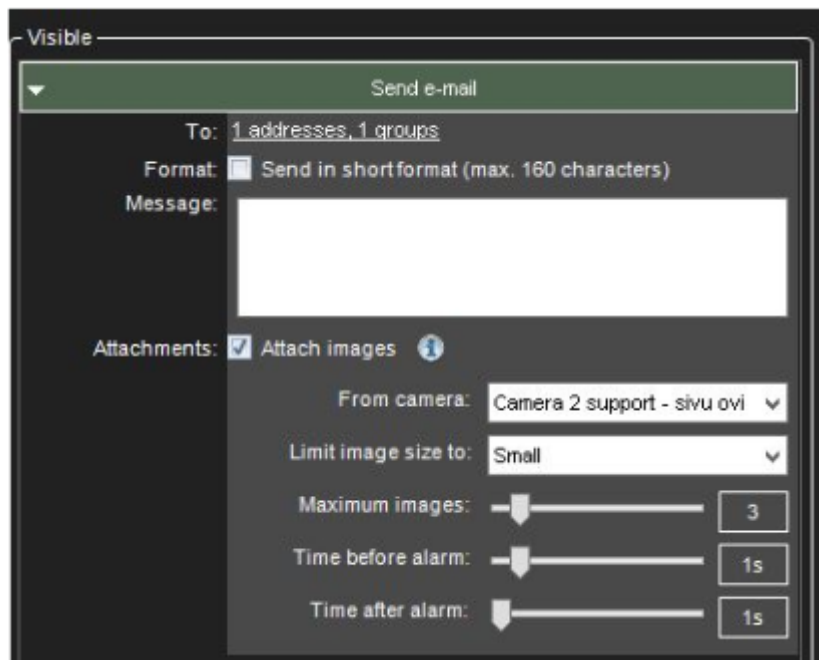 Visible
Send e-mail
To: 1 addresses, 1 groups
Format: Send in short format (max. 160 characters)
Message:
Attachments: Attach images
From camera: Camera 2 support - sivu ovi
Limit image size to: Small
Maximum images: 3
Time before alarm: 1s
Time after alarm: 1s